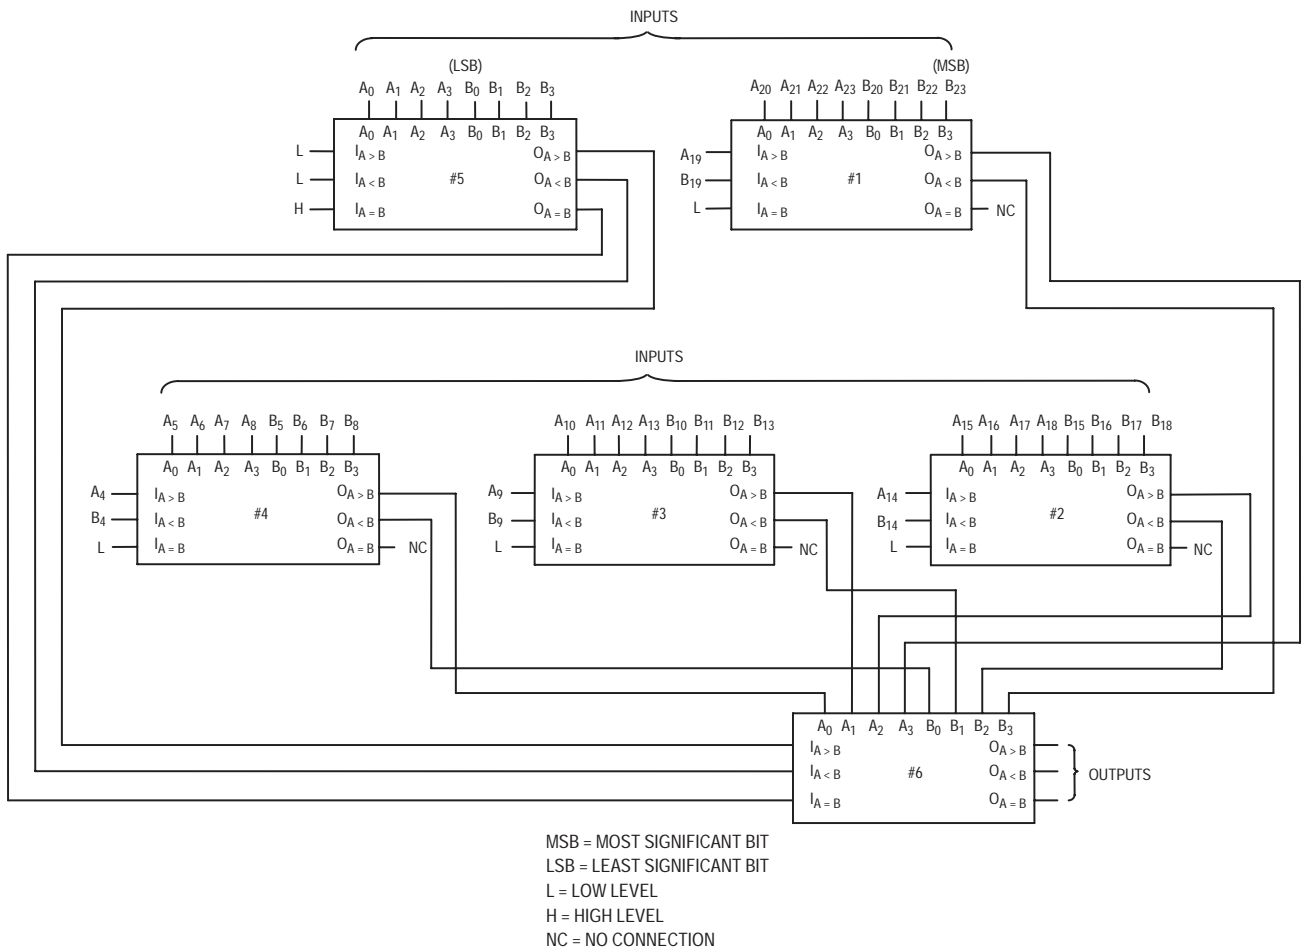 INPUTS
(LSB) (MSB)
A0 A1 A2 A3 B0 B1 B2 B3
A20 A21 A22 A23 B20 B21 B22 B23
A0 A1 A2 A3 B0 B1 B2 B3
L IA > B OA > B
L IA < B #5 OA < B
H IA = B OA = B
A0 A1 A2 A3 B0 B1 B2 B3
A19 IA > B OA > B
B19 IA < B #1 OA < B
L IA = B OA = B NC
INPUTS
A5 A6 A7 A8 B5 B6 B7 B8
A0 A1 A2 A3 B0 B1 B2 B3
A4 IA > B OA > B
B4 IA < B #4 OA < B
L IA = B OA = B NC
A10 A11 A12 A13 B10 B11 B12 B13
A0 A1 A2 A3 B0 B1 B2 B3
A9 IA > B OA > B
B9 IA < B #3 OA < B
L IA = B OA = B NC
A15 A16 A17 A18 B15 B16 B17 B18
A0 A1 A2 A3 B0 B1 B2 B3
A14 IA > B OA > B
B14 IA < B #2 OA < B
L IA = B OA = B NC
A0 A1 A2 A3 B0 B1 B2 B3
IA > B OA > B
IA < B #6 OA < B OUTPUTS
IA = B OA = B
MSB = MOST SIGNIFICANT BIT
LSB = LEAST SIGNIFICANT BIT
L = LOW LEVEL
H = HIGH LEVEL
NC = NO CONNECTION